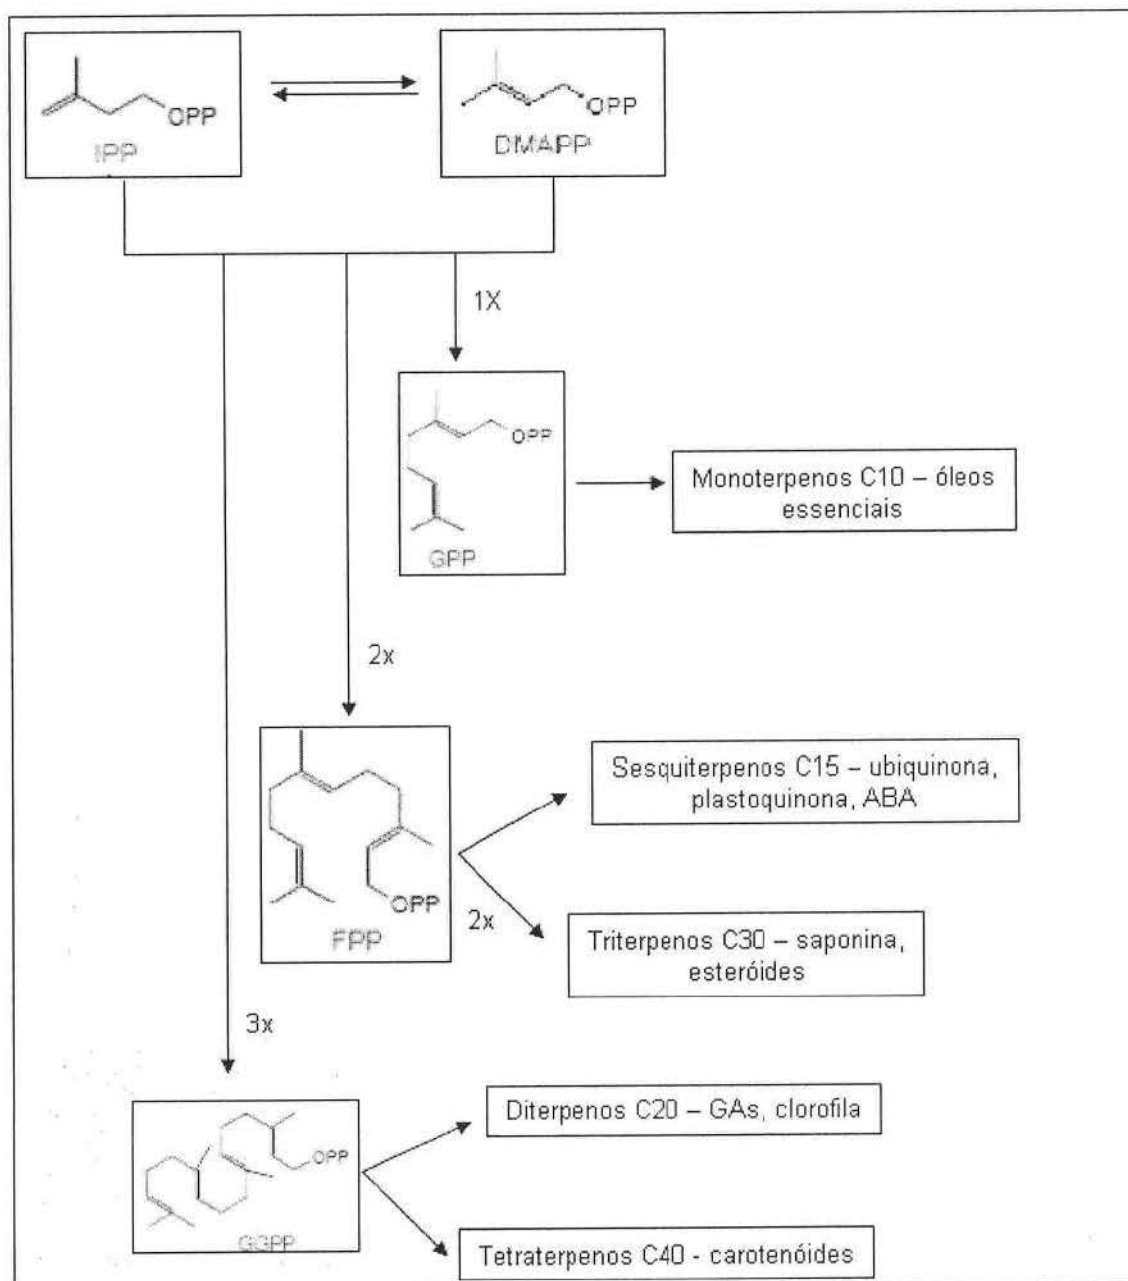 OPP
IPP
OPP
DMAPP
1X
OPP
GPP
Monoterpenos C10 – óleos
essenciais
2x
OPP
FPP
2x
Sesquiterpenos C15 – ubiquinona,
plastoquinona, ABA
Triterpenos C30 – saponina,
esteróides
3x
OPP
GGPP
Diterpenos C20 – GAs, clorofila
Tetraterpenos C40 - carotenóides